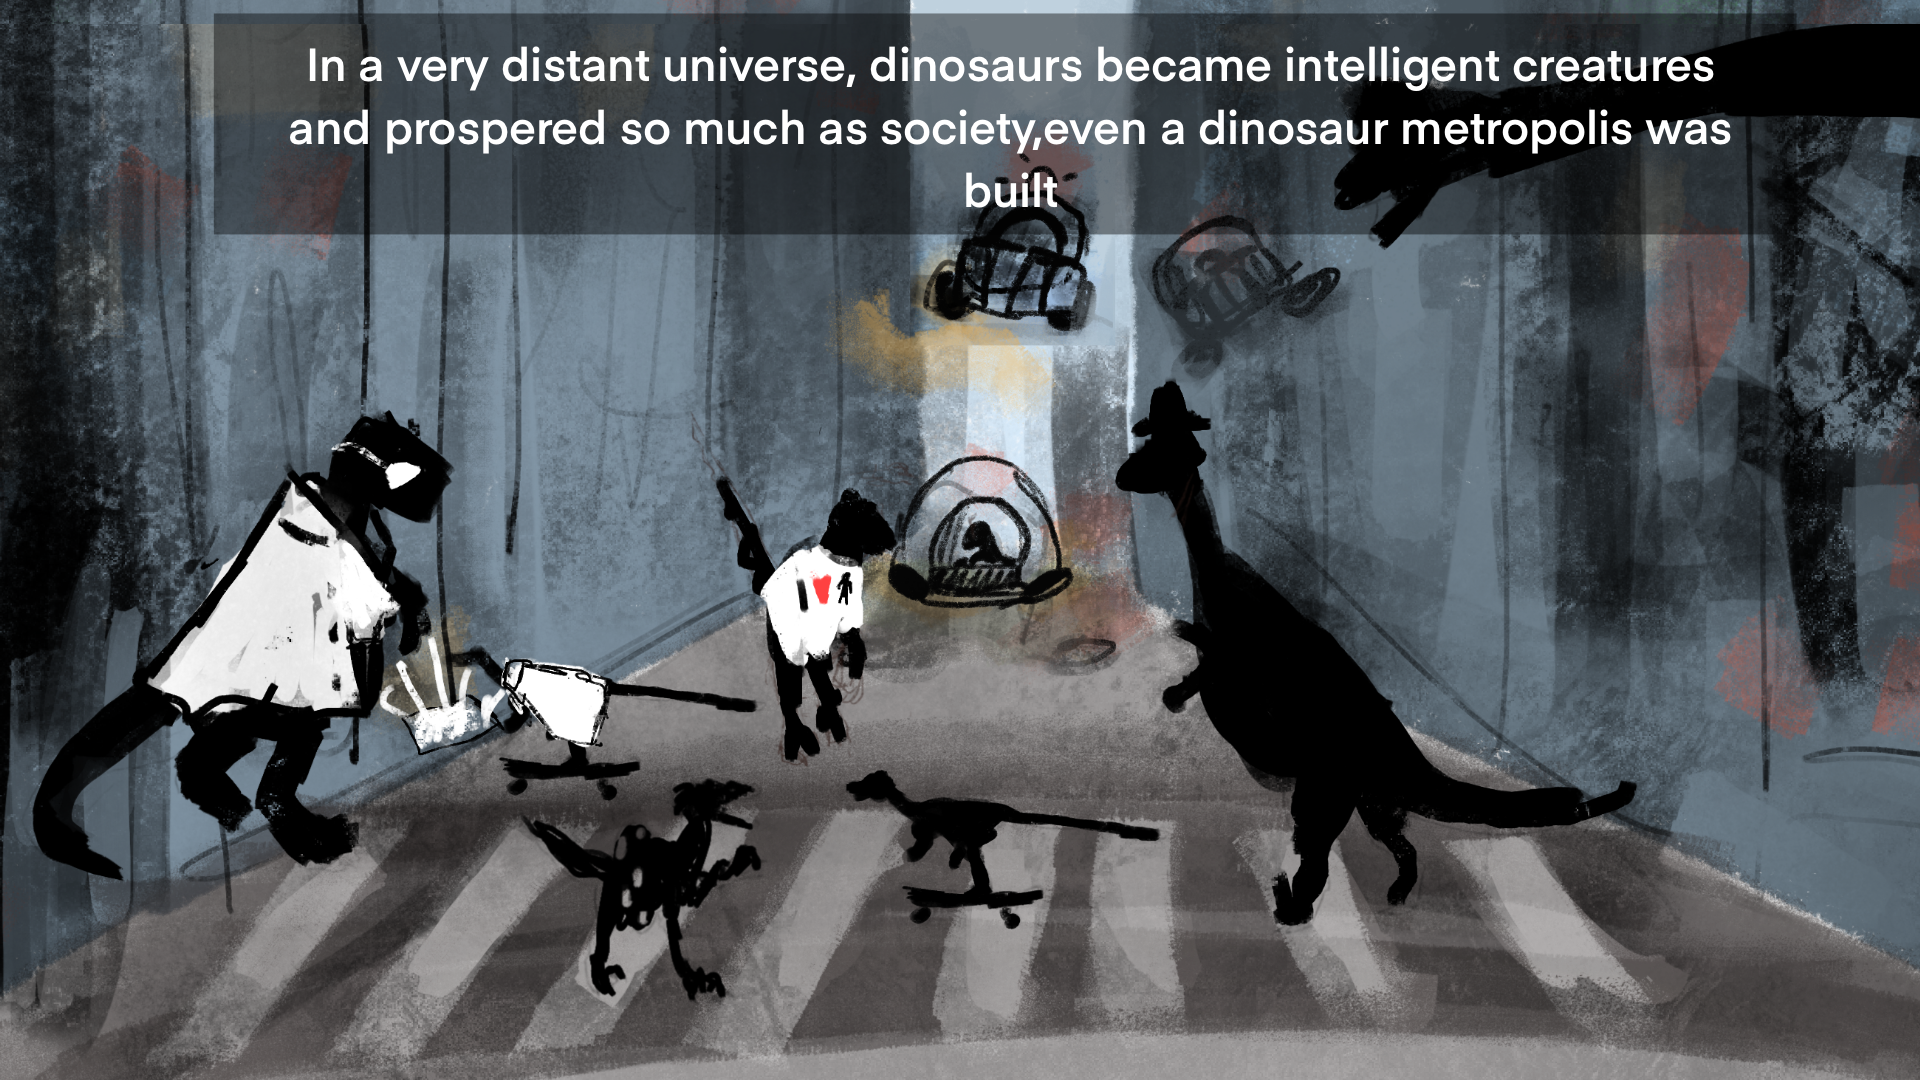 In a very distant universe, dinosaurs became intelligent creatures
and prospered so much as society,even a dinosaur metropolis was
built
I